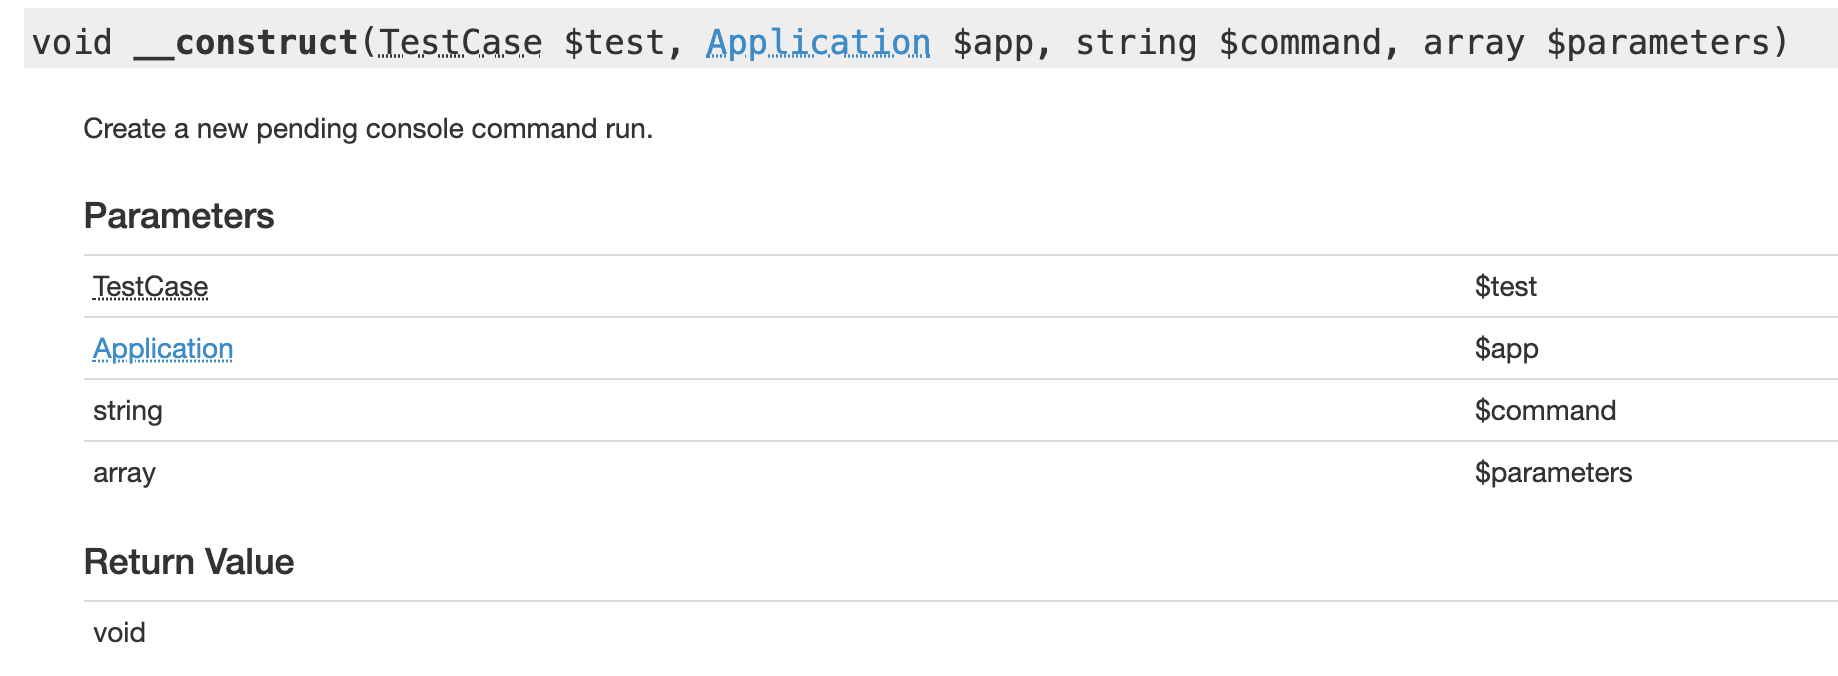 void __construct(TestCase $test, Application $app, string $command, array $parameters)
Create a new pending console command run.
Parameters
TestCase $test
Application $app
string $command
array $parameters
Return Value
void